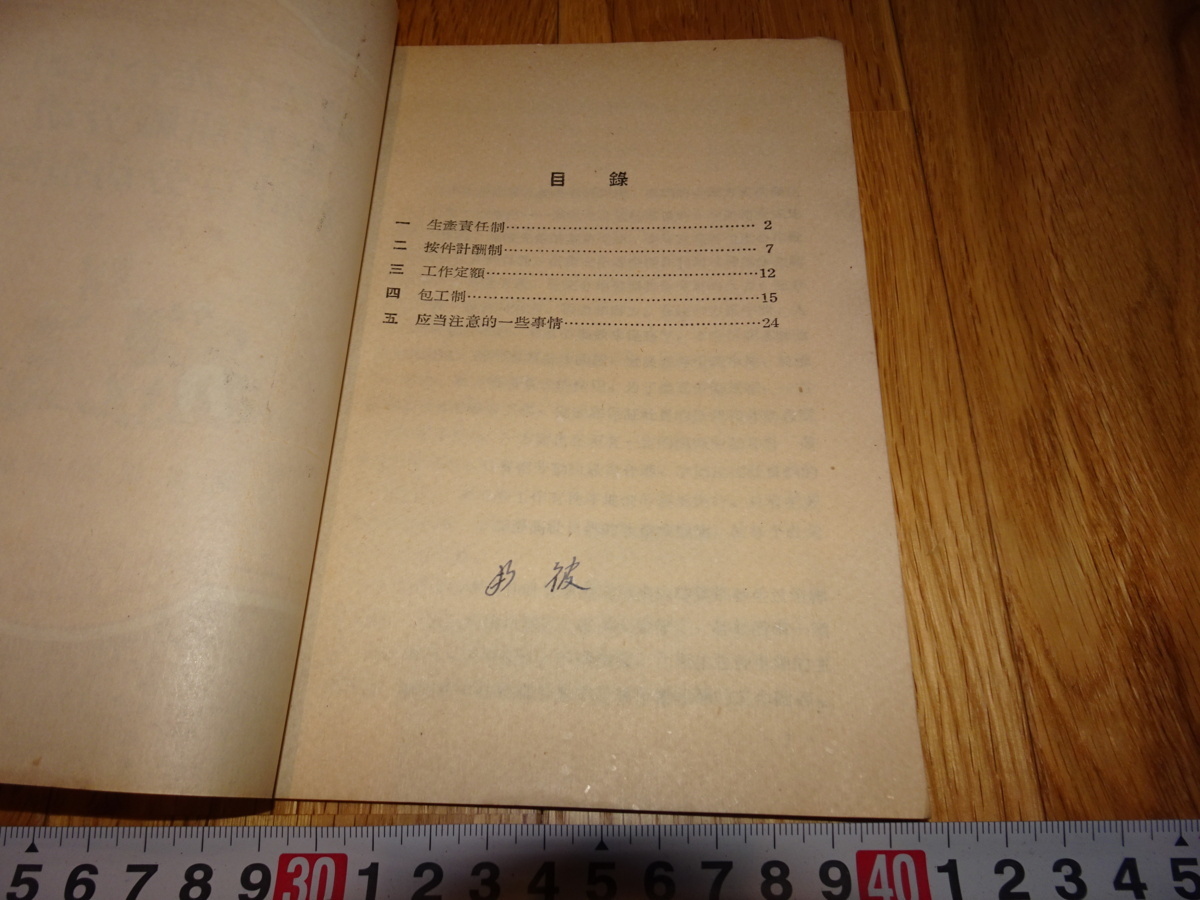 目　錄
一　生產責任制……………………………………2
二　按件計酬制……………………………………7
三　工作定額……………………………………12
四　包工制……………………………………15
五　应当注意的一些事情……………………………24
5 6 7 8 9 30 1 2 3 4 5 6 7 8 9 40 1 2 3 4 5